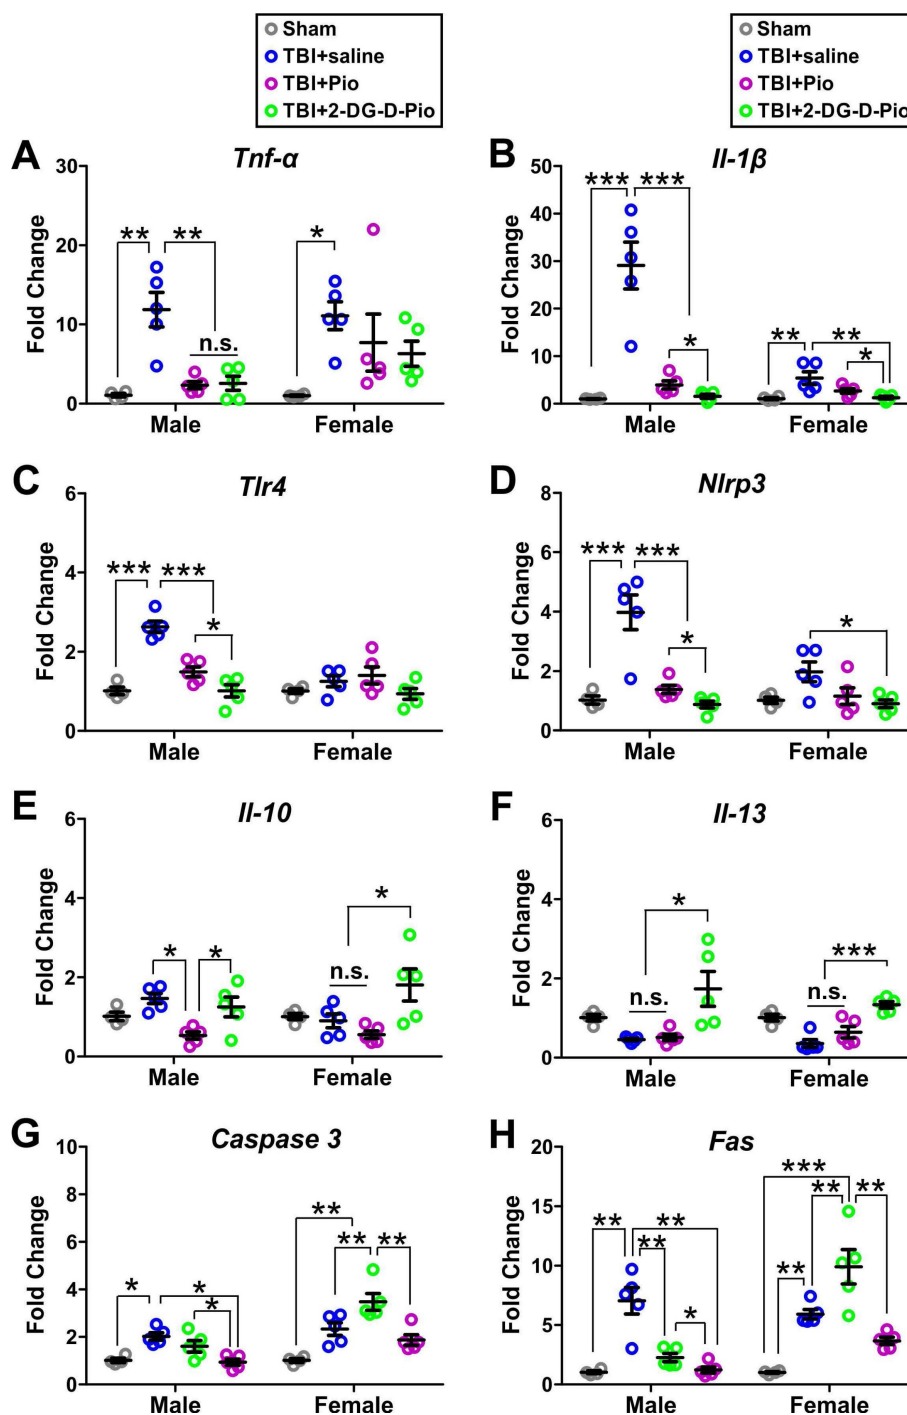 Sham
TBI+saline
TBI+Pio
TBI+2-DG-D-Pio
Sham
TBI+saline
TBI+Pio
TBI+2-DG-D-Pio
A
Tnf-α
Fold Change
30
20
10
0
** ** *
n.s.
Male Female
B
Il-1β
Fold Change
50
40
30
20
10
0
*** ***
* ** ** *
Male Female
C
Tlr4
Fold Change
6
4
2
0
*** ***
*
Male Female
D
Nlrp3
Fold Change
8
6
4
2
0
*** ***
* *
Male Female
E
Il-10
Fold Change
6
4
2
0
* * *
n.s.
Male Female
F
Il-13
Fold Change
6
4
2
0
* ***
n.s. n.s.
Male Female
G
Caspase 3
Fold Change
10
8
6
4
2
0
* * *
** ** **
Male Female
H
Fas
Fold Change
20
15
10
5
0
** ** ** *
*** ** ** **
Male Female